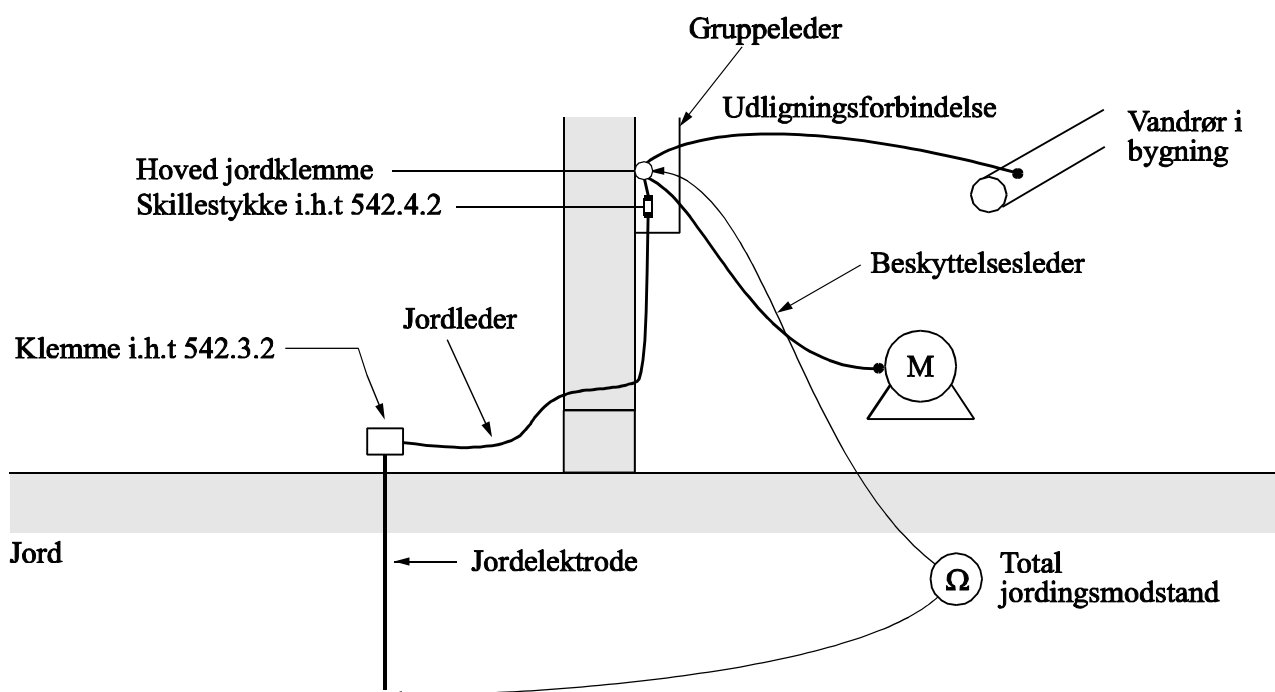 Gruppeleder
Udligningsforbindelse
Vandrør i
bygning
Hoved jordklemme
Skillestykke i.h.t 542.4.2
Beskyttelsesleder
Jordleder
Klemme i.h.t 542.3.2
M
Jord
Jordelektrode
Ω
Total
jordingsmodstand